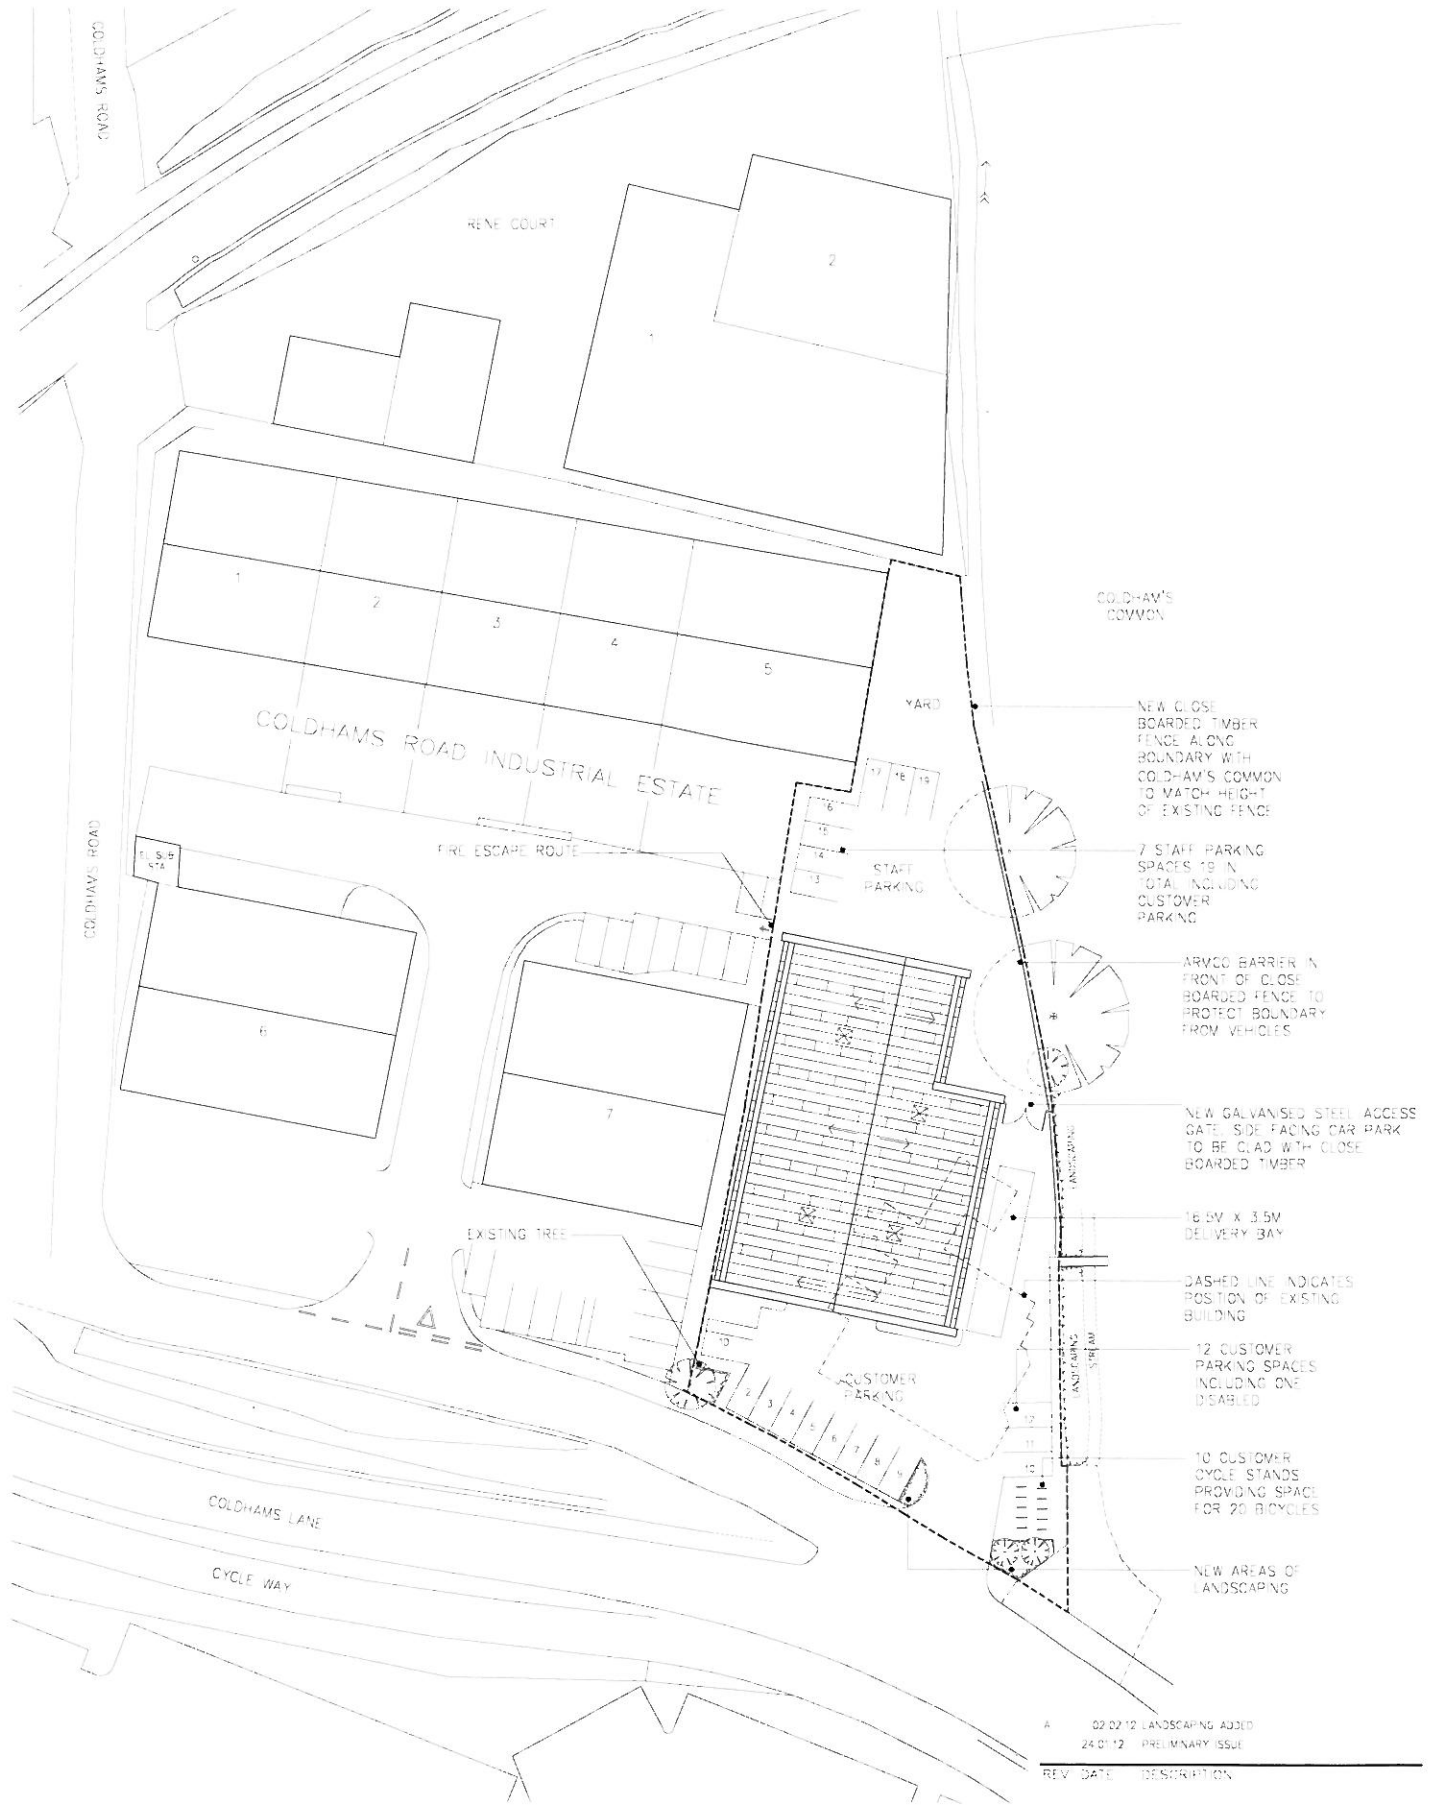 COLDHAMS ROAD
RENE COURT
2
1
COLDHAM'S
COMMON
1
2
3
4
5
YARD
NEW CLOSE
BOARDED TIMBER
FENCE ALONG
BOUNDARY WITH
COLDHAM'S COMMON
TO MATCH HEIGHT
OF EXISTING FENCE
COLDHAMS ROAD INDUSTRIAL ESTATE
17
18
19
16
15
14
13
STAFF
PARKING
FIRE ESCAPE ROUTE
EL SUB
STA
COLDHAMS ROAD
7 STAFF PARKING
SPACES 19 IN
TOTAL INCLUDING
CUSTOMER
PARKING
ARMCO BARRIER IN
FRONT OF CLOSE
BOARDED FENCE TO
PROTECT BOUNDARY
FROM VEHICLES
6
7
NEW GALVANISED STEEL ACCESS
GATE, SIDE FACING CAR PARK
TO BE CLAD WITH CLOSE
BOARDED TIMBER
LANDSCAPING
16.5M X 3.5M
DELIVERY BAY
EXISTING TREE
DASHED LINE INDICATES
POSITION OF EXISTING
BUILDING
LANDSCAPING
STREAM
12 CUSTOMER
PARKING SPACES
INCLUDING ONE
DISABLED
CUSTOMER
PARKING
2
3
4
5
6
7
8
9
12
11
10
10 CUSTOMER
CYCLE STANDS
PROVIDING SPACE
FOR 20 BICYCLES
NEW AREAS OF
LANDSCAPING
COLDHAMS LANE
CYCLE WAY
A 02.02.12 LANDSCAPING ADDED
24.01.12 PRELIMINARY ISSUE
REV DATE DESCRIPTION